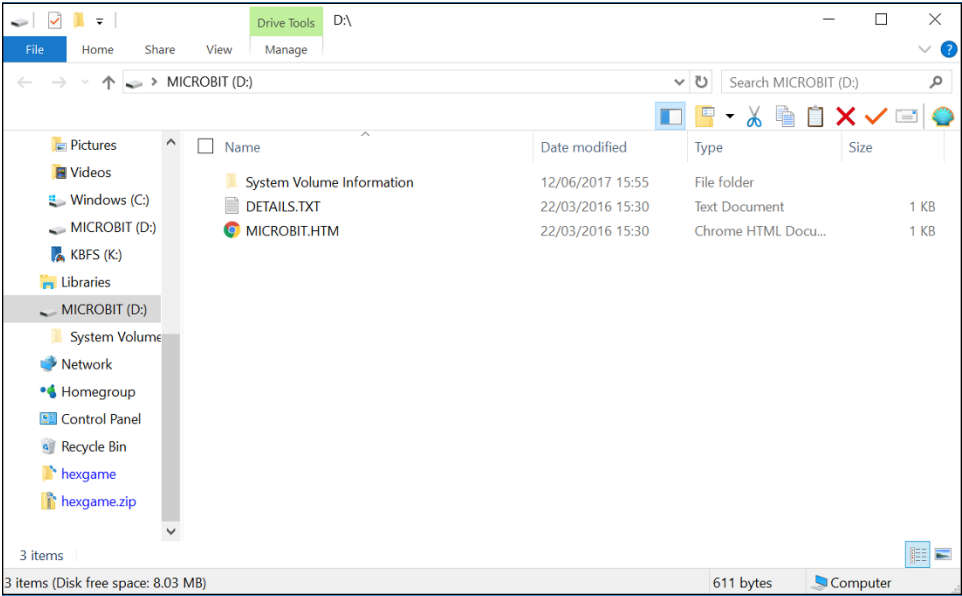 Drive Tools D:\
File Home Share View Manage
MICROBIT (D:) Search MICROBIT (D:)
Name Date modified Type Size
System Volume Information 12/06/2017 15:55 File folder
DETAILS.TXT 22/03/2016 15:30 Text Document 1 KB
MICROBIT.HTM 22/03/2016 15:30 Chrome HTML Docu... 1 KB
Pictures
Videos
Windows (C:)
MICROBIT (D:)
KBFS (K:)
Libraries
MICROBIT (D:)
System Volume
Network
Homegroup
Control Panel
Recycle Bin
hexgame
hexgame.zip
3 items
3 items (Disk free space: 8.03 MB) 611 bytes Computer